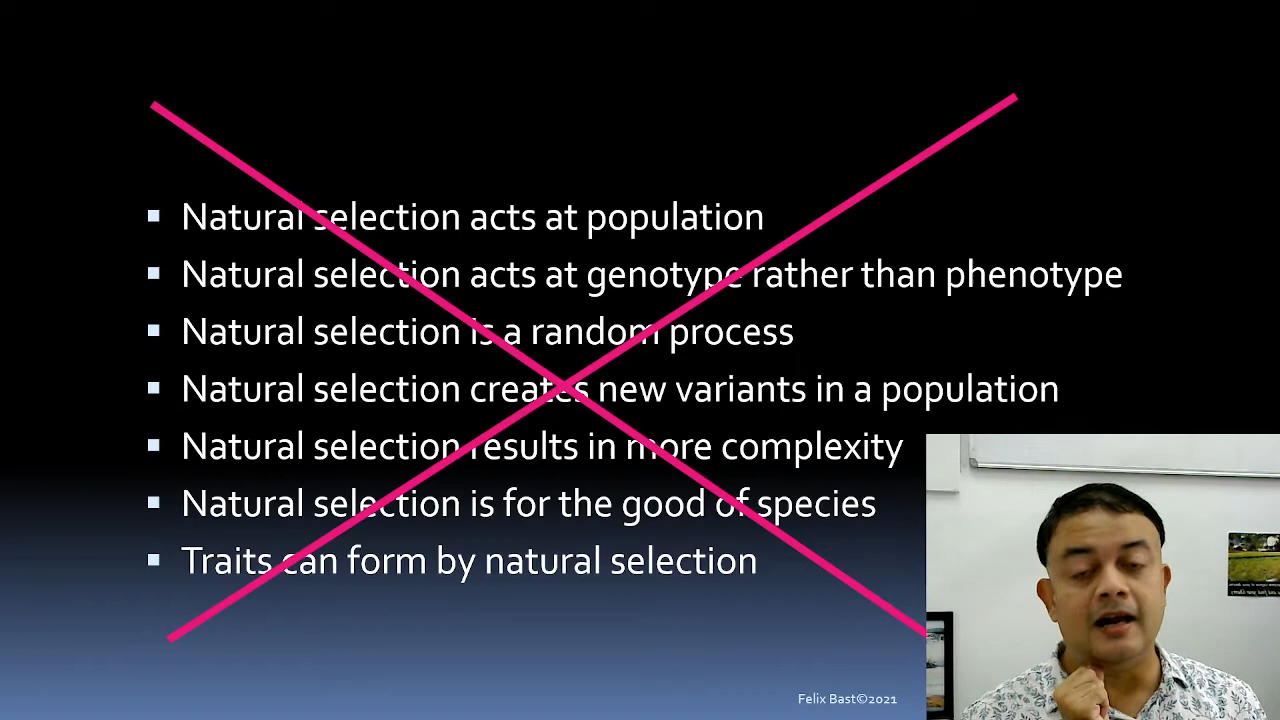 Natural selection acts at population
Natural selection acts at genotype rather than phenotype
Natural selection is a random process
Natural selection creates new variants in a population
Natural selection results in more complexity
Natural selection is for the good of species
Traits can form by natural selection
Felix Bast©2021